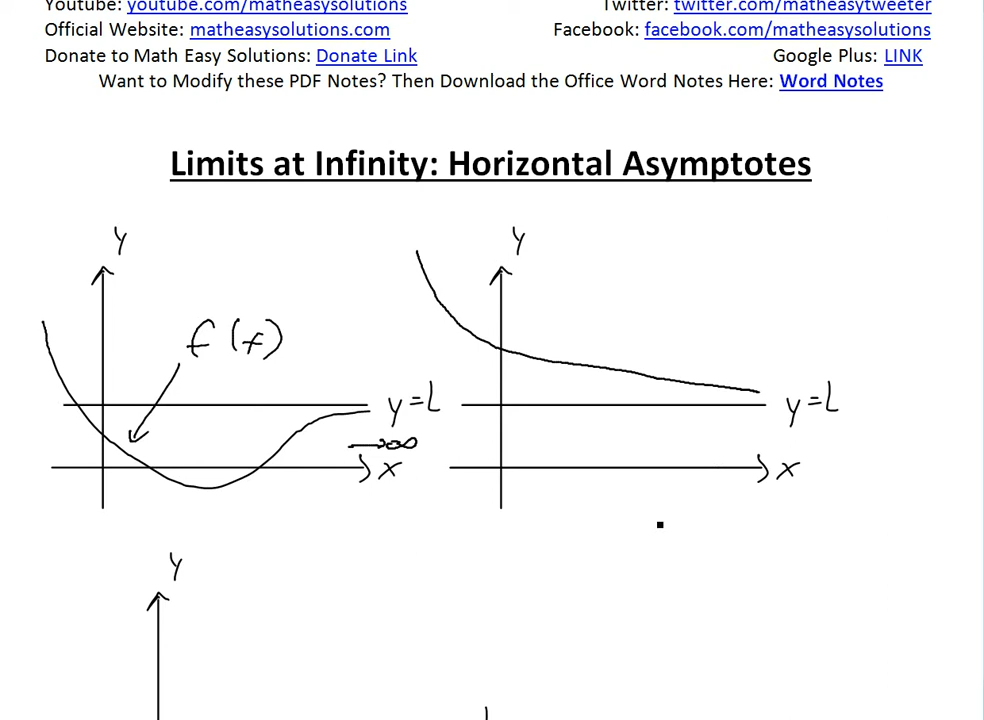 Youtube: youtube.com/matheasysolutions Twitter: twitter.com/matheasytweeter
Official Website: matheasysolutions.com Facebook: facebook.com/matheasysolutions
Donate to Math Easy Solutions: Donate Link Google Plus: LINK
Want to Modify these PDF Notes? Then Download the Office Word Notes Here: Word Notes
Limits at Infinity: Horizontal Asymptotes
y y
f(x)
y=L y=L
→∞
x x
y